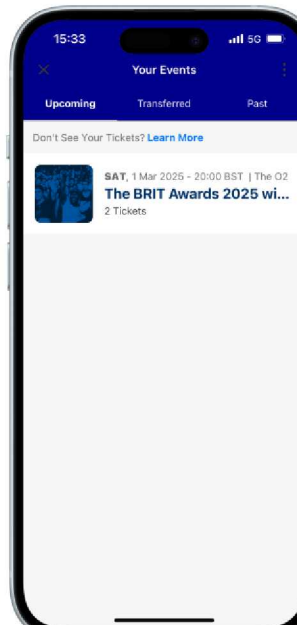 15:33
5G
Your Events
Upcoming Transferred Past
Don't See Your Tickets? Learn More
SAT, 1 Mar 2025 - 20:00 BST | The O2
The BRIT Awards 2025 wi...
2 Tickets